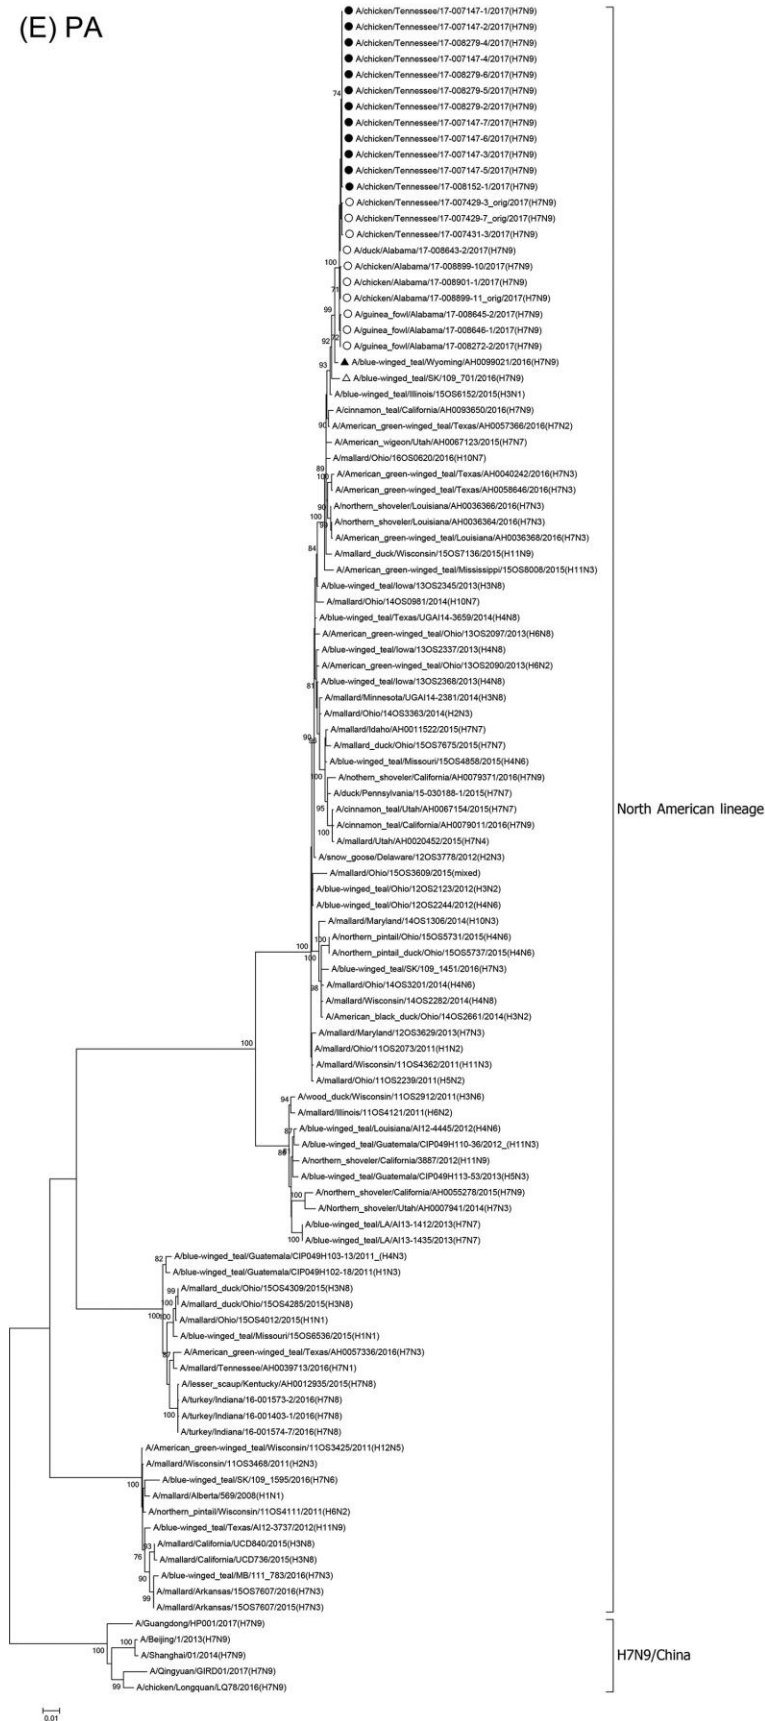 (E) PA
A/chicken/Tennessee/17-007147-1/2017(H7N9)
A/chicken/Tennessee/17-007147-2/2017(H7N9)
A/chicken/Tennessee/17-008279-4/2017(H7N9)
A/chicken/Tennessee/17-007147-4/2017(H7N9)
A/chicken/Tennessee/17-008279-6/2017(H7N9)
A/chicken/Tennessee/17-008279-5/2017(H7N9)
74
A/chicken/Tennessee/17-008279-2/2017(H7N9)
A/chicken/Tennessee/17-007147-7/2017(H7N9)
A/chicken/Tennessee/17-007147-6/2017(H7N9)
A/chicken/Tennessee/17-007147-3/2017(H7N9)
A/chicken/Tennessee/17-007147-5/2017(H7N9)
A/chicken/Tennessee/17-008152-1/2017(H7N9)
A/chicken/Tennessee/17-007429-3_orig/2017(H7N9)
A/chicken/Tennessee/17-007429-7_orig/2017(H7N9)
A/chicken/Tennessee/17-007431-3/2017(H7N9)
A/duck/Alabama/17-008643-2/2017(H7N9)
100
A/chicken/Alabama/17-008899-10/2017(H7N9)
A/chicken/Alabama/17-008901-1/2017(H7N9)
71
A/chicken/Alabama/17-008899-11_orig/2017(H7N9)
99
A/guinea_fowl/Alabama/17-008645-2/2017(H7N9)
A/guinea_fowl/Alabama/17-008646-1/2017(H7N9)
92
72
A/guinea_fowl/Alabama/17-008272-2/2017(H7N9)
A/blue-winged_teal/Wyoming/AH0099021/2016(H7N9)
93
A/blue-winged_teal/SK/109_701/2016(H7N9)
A/blue-winged_teal/Illinois/15OS6152/2015(H3N1)
A/cinnamon_teal/California/AH0093650/2016(H7N9)
90
A/American_green-winged_teal/Texas/AH0057366/2016(H7N2)
A/American_wigeon/Utah/AH0067123/2015(H7N7)
A/mallard/Ohio/16OS0620/2016(H10N7)
89
100
A/American_green-winged_teal/Texas/AH0040242/2016(H7N3)
A/American_green-winged_teal/Texas/AH0058646/2016(H7N3)
90
A/northern_shoveler/Louisiana/AH0036366/2016(H7N3)
100
A/northern_shoveler/Louisiana/AH0036364/2016(H7N3)
A/American_green-winged_teal/Louisiana/AH0036368/2016(H7N3)
84
A/mallard_duck/Wisconsin/15OS7136/2015(H11N9)
A/American_green-winged_teal/Mississippi/15OS8008/2015(H11N3)
A/blue-winged_teal/Iowa/13OS2345/2013(H3N8)
A/mallard/Ohio/14OS0981/2014(H10N7)
A/blue-winged_teal/Texas/UGAI14-3659/2014(H4N8)
A/American_green-winged_teal/Ohio/13OS2097/2013(H6N8)
A/blue-winged_teal/Iowa/13OS2337/2013(H4N8)
A/American_green-winged_teal/Ohio/13OS2090/2013(H6N2)
81
A/blue-winged_teal/Iowa/13OS2368/2013(H4N8)
A/mallard/Minnesota/UGAI14-2381/2014(H3N8)
A/mallard/Ohio/14OS3363/2014(H2N3)
A/mallard/Idaho/AH0011522/2015(H7N7)
A/mallard_duck/Ohio/15OS7675/2015(H7N7)
A/blue-winged_teal/Missouri/15OS4858/2015(H4N6)
100
A/nothern_shoveler/California/AH0079371/2016(H7N9)
A/duck/Pennsylvania/15-030188-1/2015(H7N7)
95
A/cinnamon_teal/Utah/AH0067154/2015(H7N7)
North American lineage
A/cinnamon_teal/California/AH0079011/2016(H7N9)
100
A/mallard/Utah/AH0020452/2015(H7N4)
A/snow_goose/Delaware/12OS3778/2012(H2N3)
A/mallard/Ohio/15OS3609/2015(mixed)
A/blue-winged_teal/Ohio/12OS2123/2012(H3N2)
A/blue-winged_teal/Ohio/12OS2244/2012(H4N6)
A/mallard/Maryland/14OS1306/2014(H10N3)
100
A/northern_pintail/Ohio/15OS5731/2015(H4N6)
100
100
A/northern_pintail_duck/Ohio/15OS5737/2015(H4N6)
A/blue-winged_teal/SK/109_1451/2016(H7N3)
98
A/mallard/Ohio/14OS3201/2014(H4N6)
A/mallard/Wisconsin/14OS2282/2014(H4N8)
A/American_black_duck/Ohio/14OS2661/2014(H3N2)
A/mallard/Maryland/12OS3629/2013(H7N3)
100
A/mallard/Ohio/11OS2073/2011(H1N2)
A/mallard/Wisconsin/11OS4362/2011(H11N3)
A/mallard/Ohio/11OS2239/2011(H5N2)
94
A/wood_duck/Wisconsin/11OS2912/2011(H3N6)
A/mallard/Illinois/11OS4121/2011(H6N2)
87
A/blue-winged_teal/Louisiana/AI12-4445/2012(H4N6)
A/blue-winged_teal/Guatemala/CIP049H110-36/2012_(H11N3)
A/northern_shoveler/California/3887/2012(H11N9)
A/blue-winged_teal/Guatemala/CIP049H113-53/2013(H5N3)
100
A/northern_shoveler/California/AH0055278/2015(H7N9)
A/Northern_shoveler/Utah/AH0007941/2014(H7N3)
A/blue-winged_teal/LA/AI13-1412/2013(H7N7)
100
A/blue-winged_teal/LA/AI13-1435/2013(H7N7)
82
A/blue-winged_teal/Guatemala/CIP049H103-13/2011_(H4N3)
A/blue-winged_teal/Guatemala/CIP049H102-18/2011(H1N3)
99
A/mallard_duck/Ohio/15OS4309/2015(H3N8)
100
A/mallard_duck/Ohio/15OS4285/2015(H3N8)
100
100
A/mallard/Ohio/15OS4012/2015(H1N1)
A/blue-winged_teal/Missouri/15OS6536/2015(H1N1)
87
A/American_green-winged_teal/Texas/AH0057336/2016(H7N3)
A/mallard/Tennessee/AH0039713/2016(H7N1)
A/lesser_scaup/Kentucky/AH0012935/2015(H7N8)
A/turkey/Indiana/16-001573-2/2016(H7N8)
100
A/turkey/Indiana/16-001403-1/2016(H7N8)
A/turkey/Indiana/16-001574-7/2016(H7N8)
A/American_green-winged_teal/Wisconsin/11OS3425/2011(H12N5)
A/mallard/Wisconsin/11OS3468/2011(H2N3)
100
A/blue-winged_teal/SK/109_1595/2016(H7N6)
A/mallard/Alberta/569/2008(H1N1)
A/northern_pintail/Wisconsin/11OS4111/2011(H6N2)
A/blue-winged_teal/Texas/AI12-3737/2012(H11N9)
93
A/mallard/California/UCD840/2015(H3N8)
76
A/mallard/California/UCD736/2015(H3N8)
90
A/blue-winged_teal/MB/111_783/2016(H7N3)
A/mallard/Arkansas/15OS7607/2016(H7N3)
99
A/mallard/Arkansas/15OS7607/2015(H7N3)
A/Guangdong/HP001/2017(H7N9)
100
100
A/Beijing/1/2013(H7N9)
A/Shanghai/01/2014(H7N9)
H7N9/China
A/Qingyuan/GIRD01/2017(H7N9)
99
A/chicken/Longquan/LQ78/2016(H7N9)
0.01